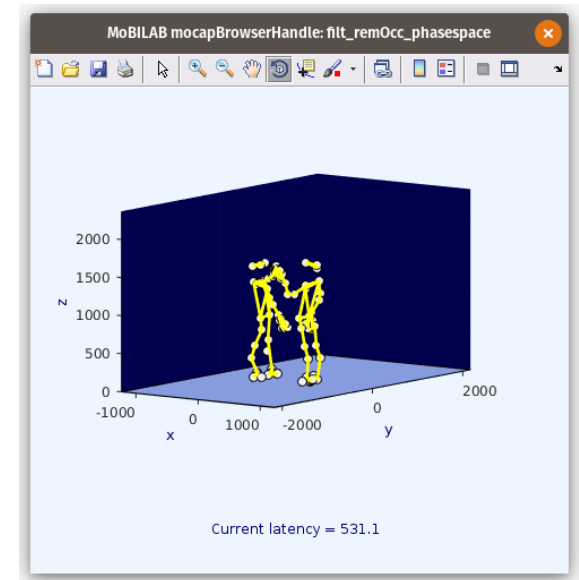 MoBILAB mocapBrowserHandle: filt_remOcc_phasespace
2000
1500
1000
500
0
z
-1000
0
1000
x
-2000
0
2000
y
Current latency = 531.1